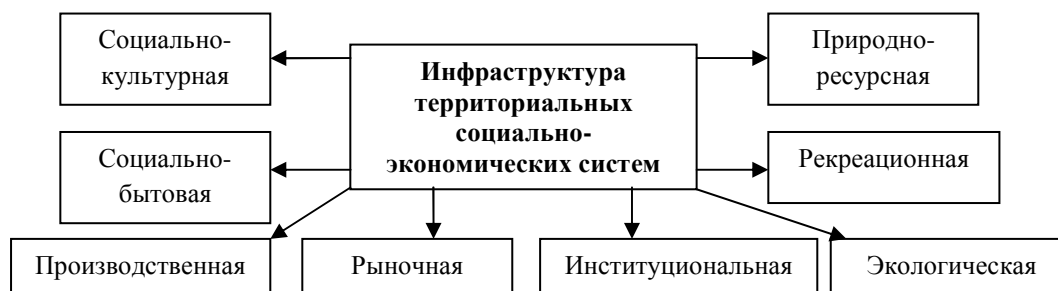 Социально-
культурная
Инфраструктура
территориальных
социально-
экономических систем
Природно-
ресурсная
Социально-
бытовая
Рекреационная
Производственная
Рыночная
Институциональная
Экологическая